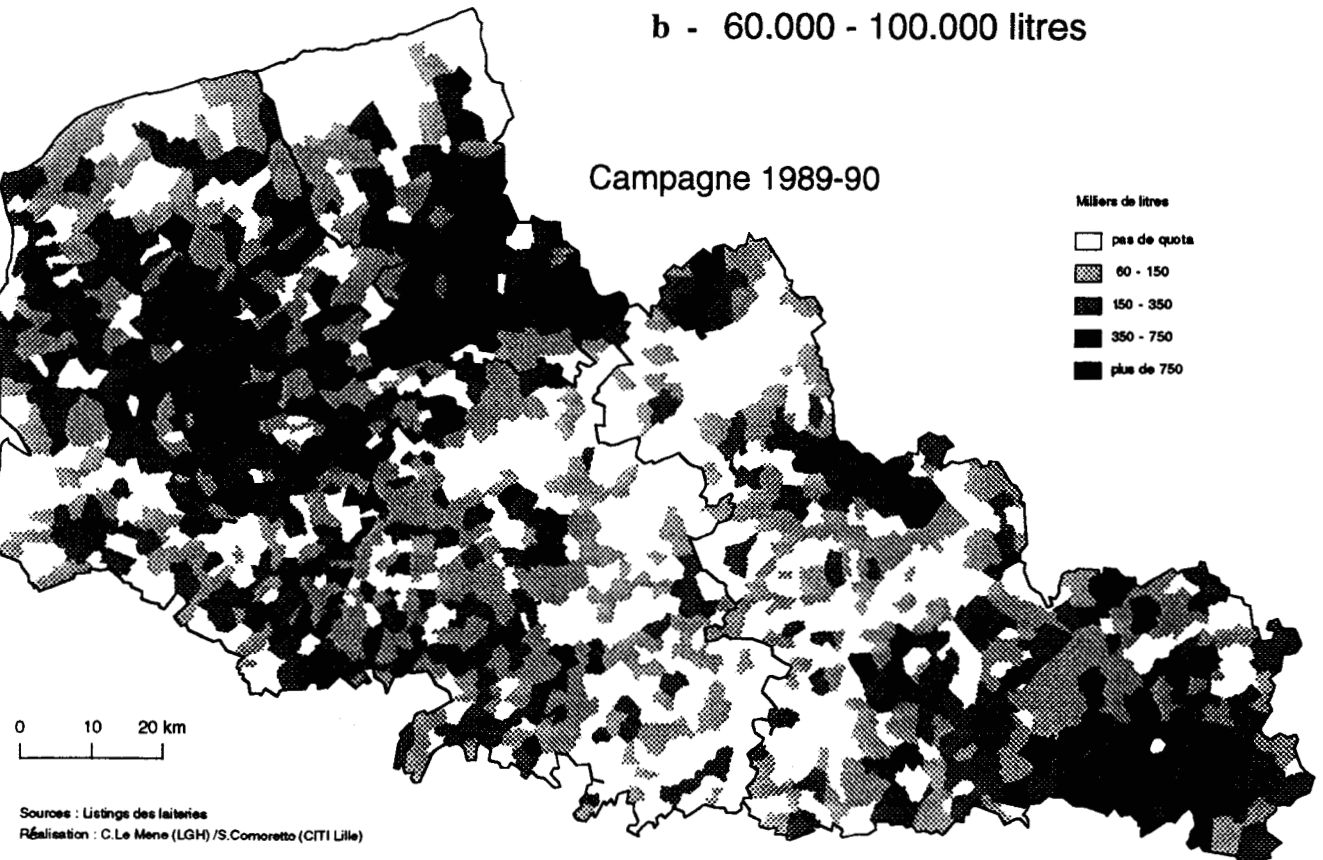 b - 60.000 - 100.000 litres
Campagne 1989-90
Milliers de litres
pas de quota
60 - 150
150 - 350
350 - 750
plus de 750
0 10 20 km
Sources : Listings des laiteries
Réalisation : C.Le Mene (LGH) /S.Cornoretto (CITI Lille)